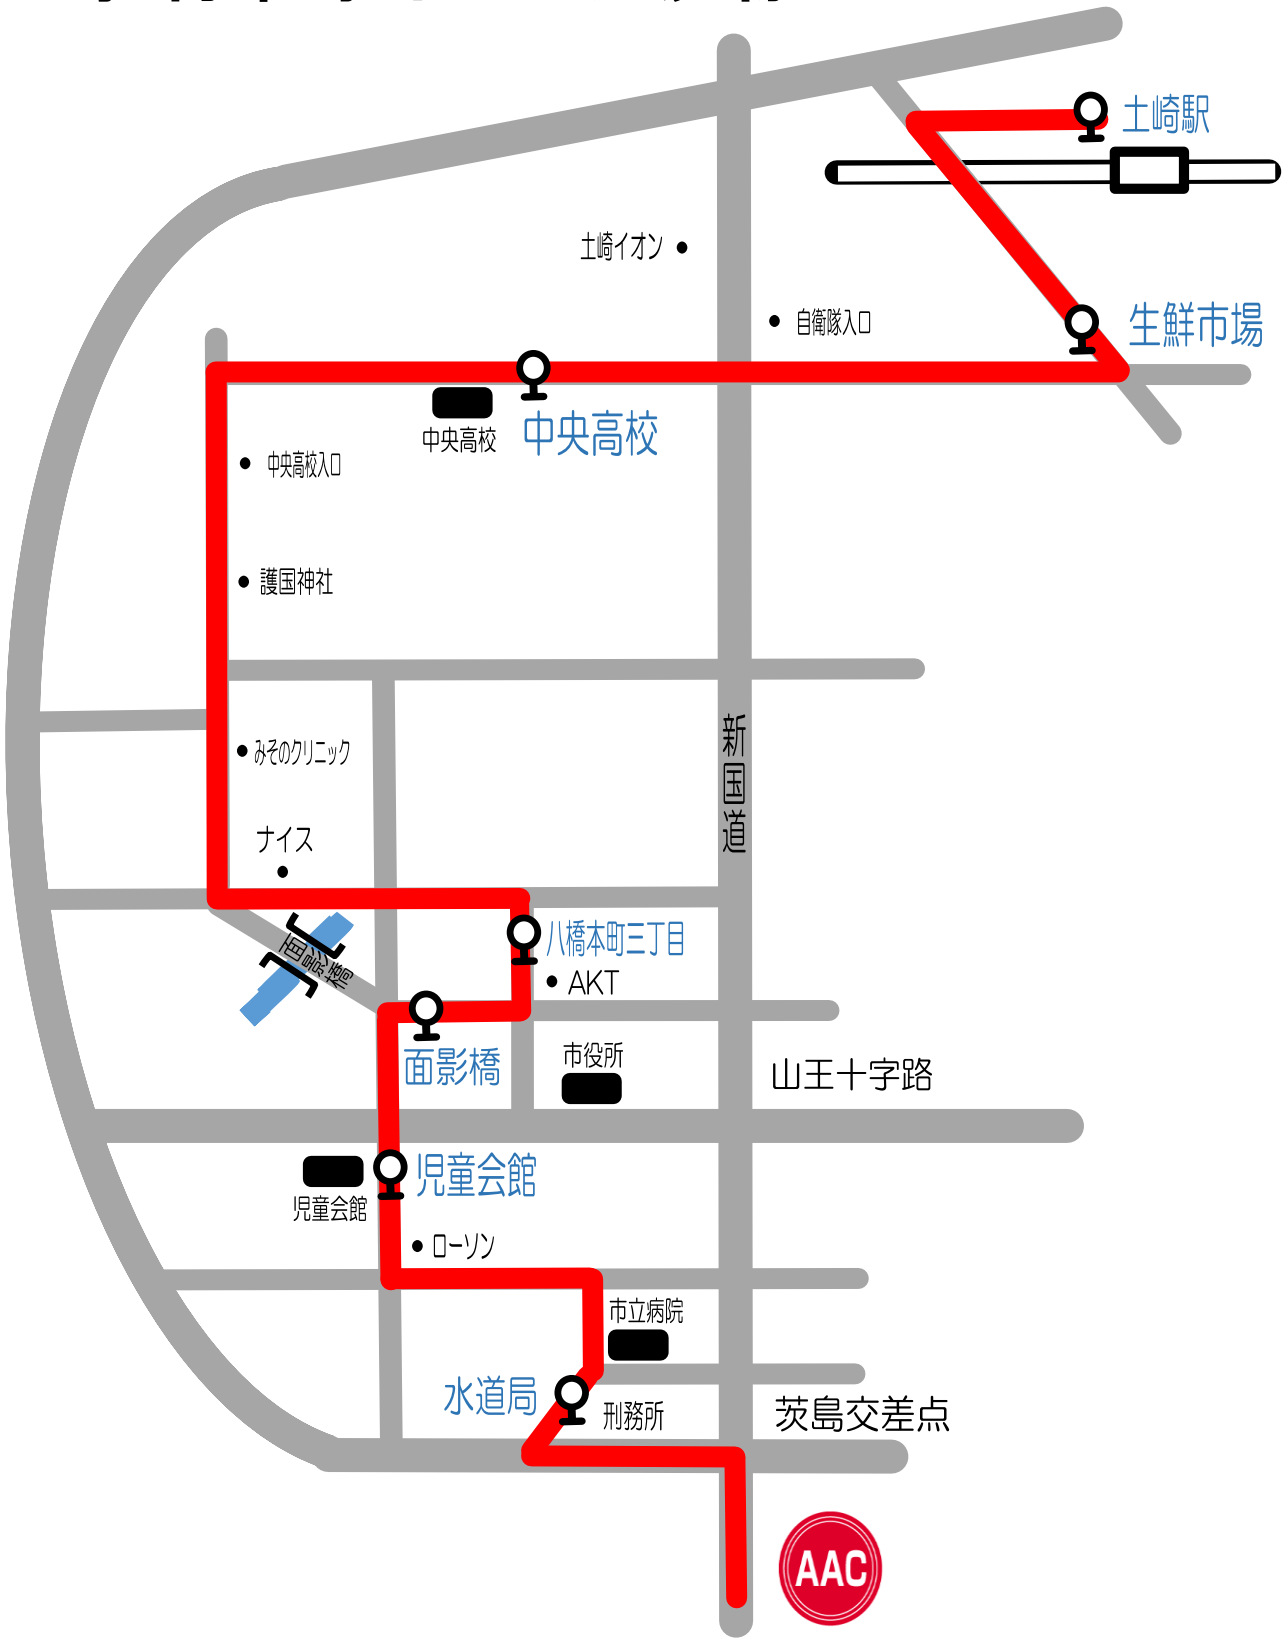 土崎駅
土崎イオン
自衛隊入口
生鮮市場
中央高校
中央高校
中央高校入口
護国神社
新国道
みそのクリニック
ナイス
面影橋
八橋本町三丁目
AKT
面影橋
市役所
山王十字路
児童会館
児童会館
ローソン
市立病院
水道局
刑務所
茨島交差点
AAC